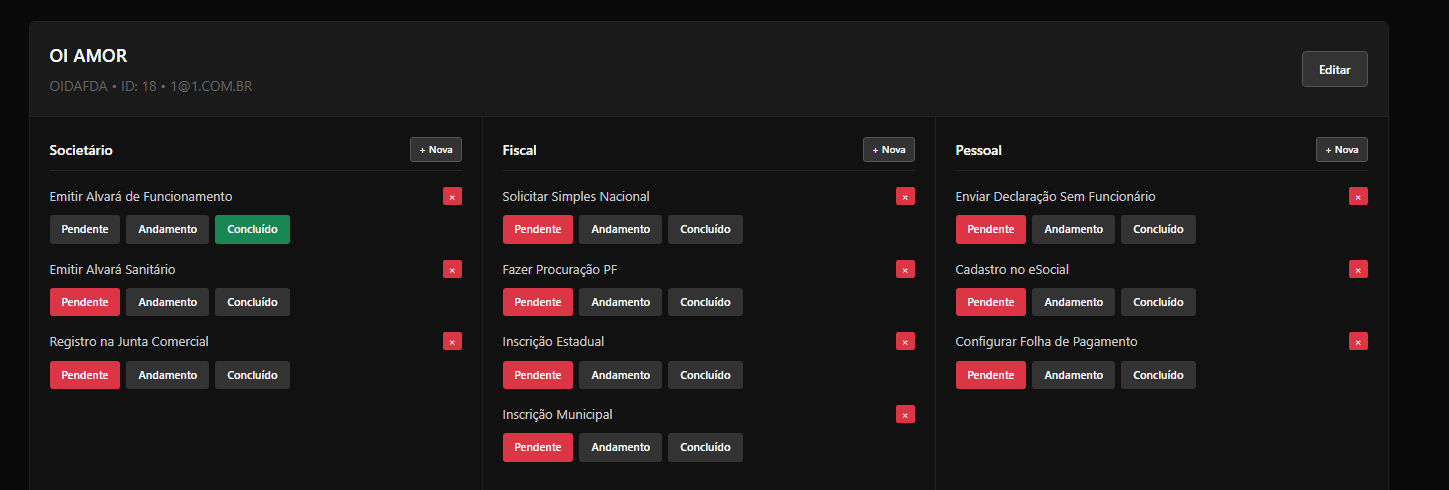 OI AMOR
OIDAFDA • ID: 18 • 1@1.COM.BR
Editar
Societário
+ Nova
Emitir Alvará de Funcionamento
×
Pendente Andamento Concluído
Emitir Alvará Sanitário
×
Pendente Andamento Concluído
Registro na Junta Comercial
×
Pendente Andamento Concluído
Fiscal
+ Nova
Solicitar Simples Nacional
×
Pendente Andamento Concluído
Fazer Procuração PF
×
Pendente Andamento Concluído
Inscrição Estadual
×
Pendente Andamento Concluído
Inscrição Municipal
×
Pendente Andamento Concluído
Pessoal
+ Nova
Enviar Declaração Sem Funcionário
×
Pendente Andamento Concluído
Cadastro no eSocial
×
Pendente Andamento Concluído
Configurar Folha de Pagamento
×
Pendente Andamento Concluído